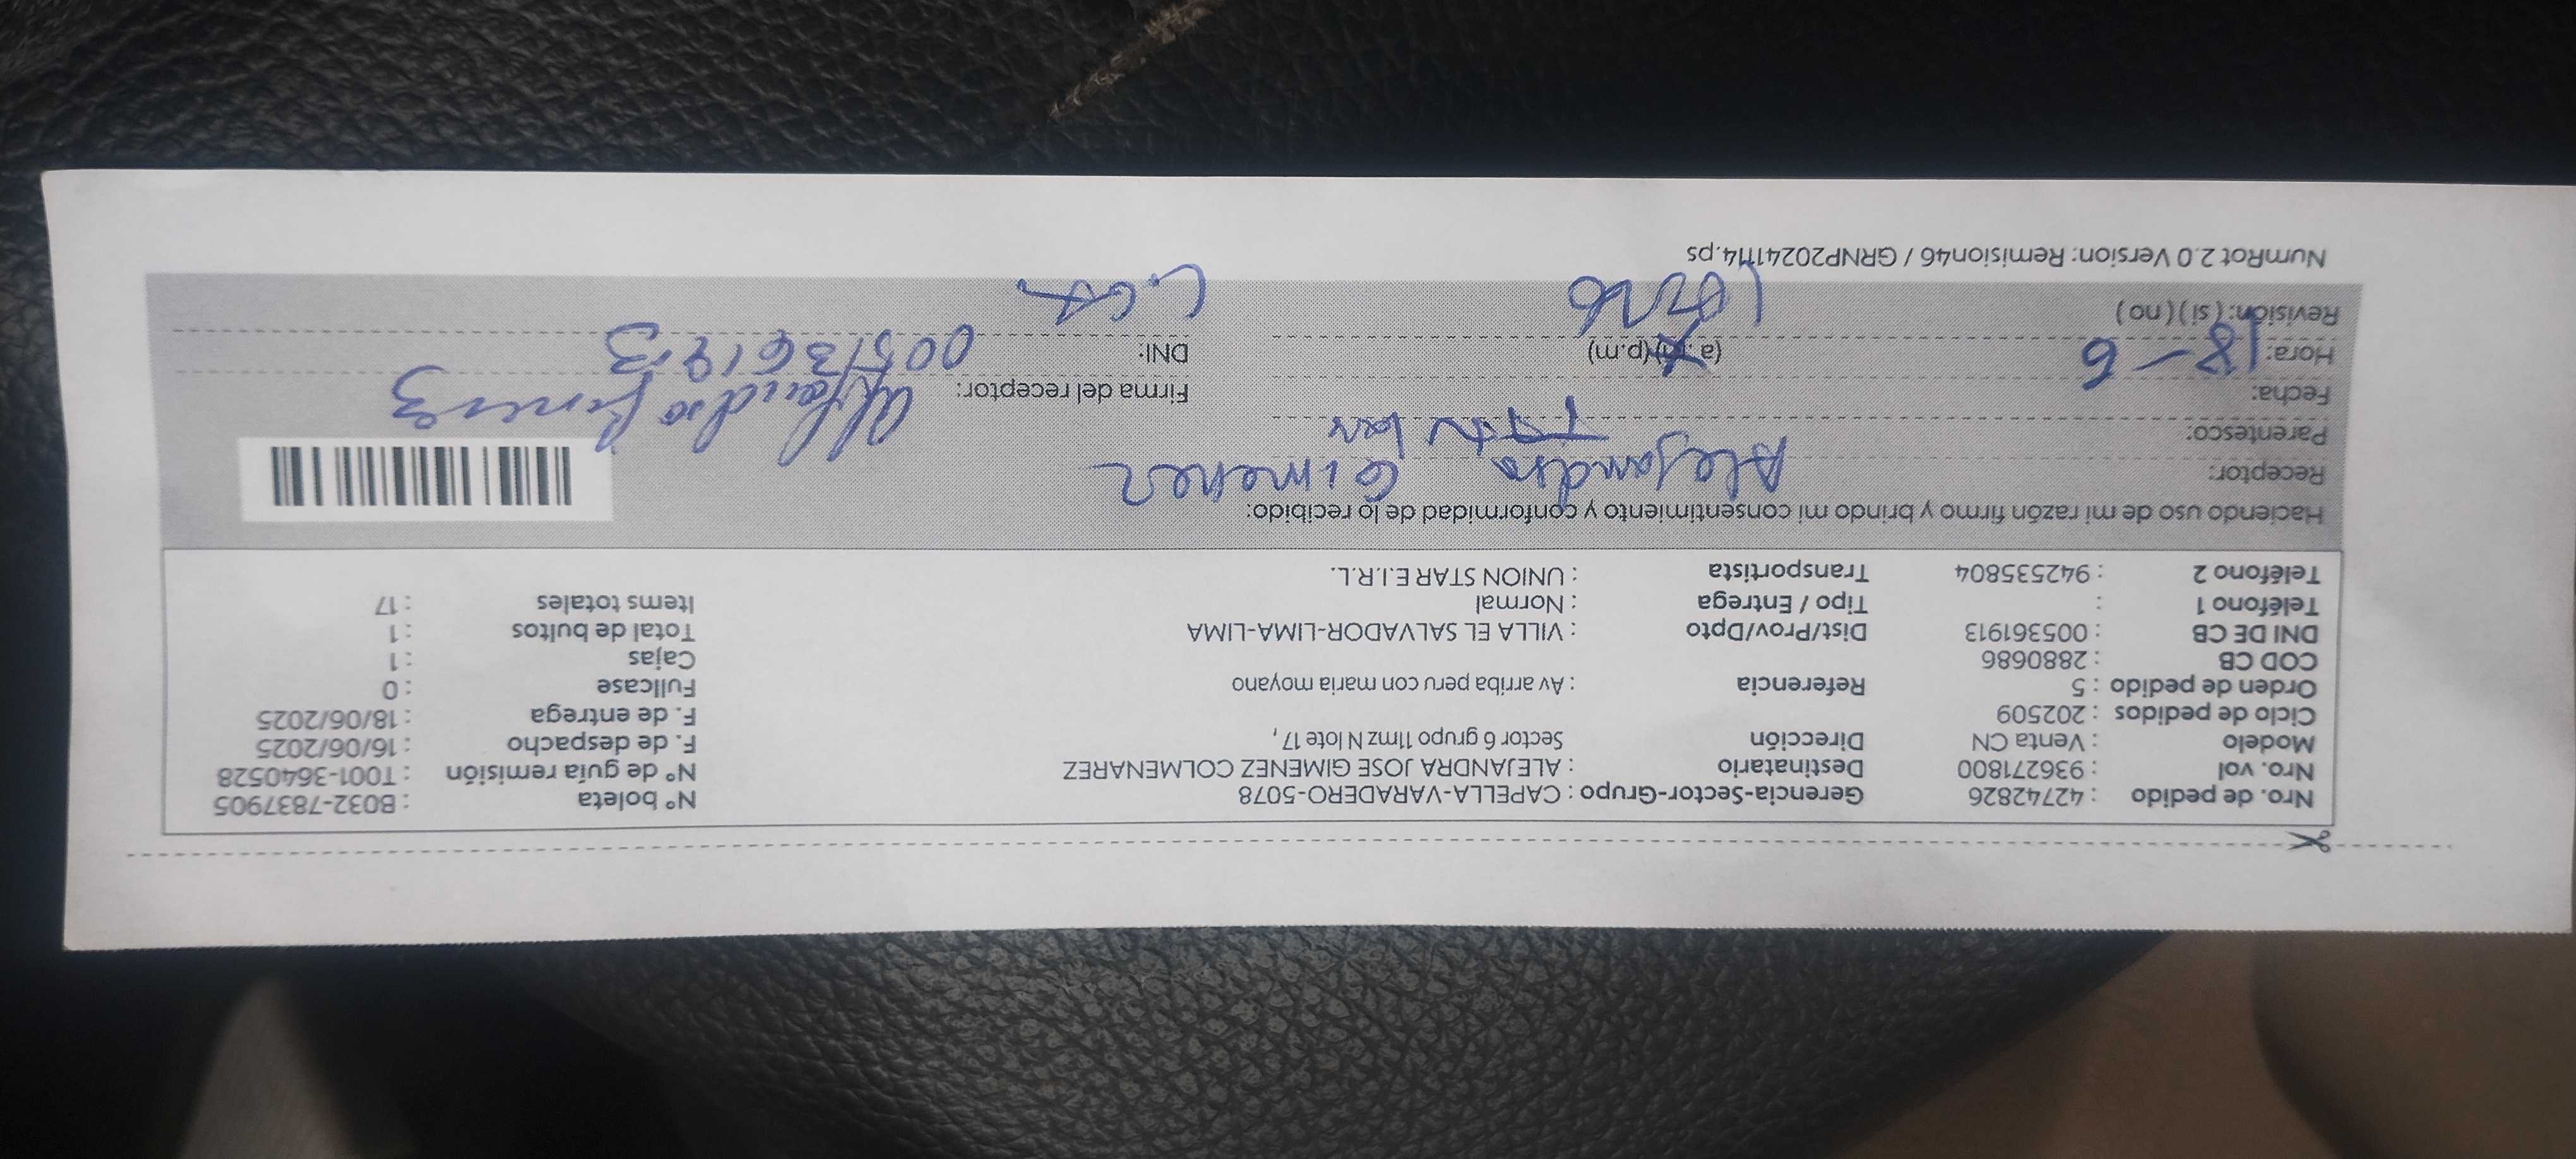 Nro. de pedido : 42742826 Gerencia-Sector-Grupo : CAPELLA-VARADERO-5078 N° boleta : B032-7837905
Nro. vol : 936271800 Destinatario : ALEJANDRA JOSE GIMENEZ COLMENAREZ N° de guía remisión : T001-3640528
Modelo : Venta CN Dirección Sector 6 grupo 11mz N lote 17, F. de despacho : 16/06/2025
Ciclo de pedidos : 202509 F. de entrega : 18/06/2025
Orden de pedido : 5 Referencia : Av arriba peru con maria moyano Fullcase : 0
COD CB : 2880686 Cajas : 1
DNI DE CB : 005361913 Dist/Prov/Dpto : VILLA EL SALVADOR-LIMA-LIMA Total de bultos : 1
Teléfono 1 : Tipo / Entrega : Normal Items totales : 17
Teléfono 2 : 942535804 Transportista : UNION STAR E.I.R.L.
Haciendo uso de mi razón firmo y brindo mi consentimiento y conformidad de lo recibido:
Receptor: Alejandra Gimenez
Parentesco:
Fecha: 18-6 Firma del receptor:
Hora: (a.m)(p.m) DNI: 005361913
Revisión: ( si ) ( no )
NumRot 2.0 Version: Remision46 / GRNP20241114.ps